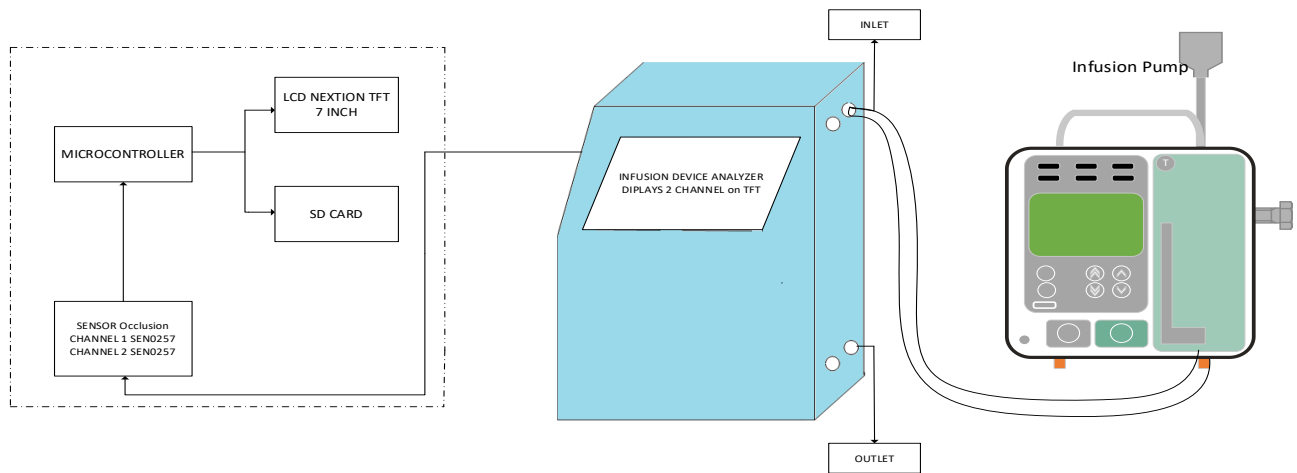 INLET
Infusion Pump
LCD NEXTION TFT
7 INCH
MICROCONTROLLER
T
INFUSION DEVICE ANALYZER
DIPLAYS 2 CHANNEL on TFT
SD CARD
SENSOR Occlusion
CHANNEL 1 SEN0257
CHANNEL 2 SEN0257
OUTLET